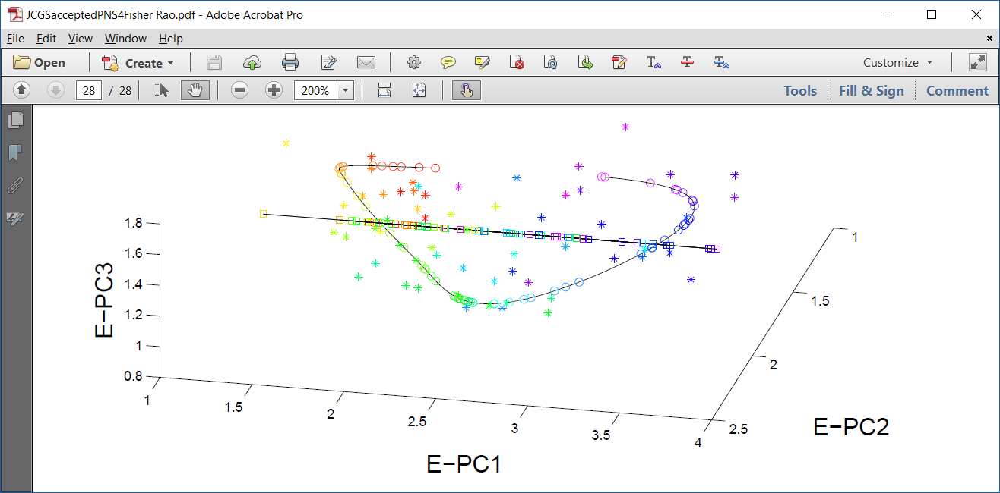 JCGSacceptedPNS4Fisher Rao.pdf - Adobe Acrobat Pro
File Edit View Window Help
Open Create Customize
28 / 28 200% Tools Fill & Sign Comment
1.8
1.6
1.4
1.2
1
0.8
E−PC3
1
1.5
2
2.5
3
3.5
4
E−PC1
1
1.5
2
2.5
E−PC2